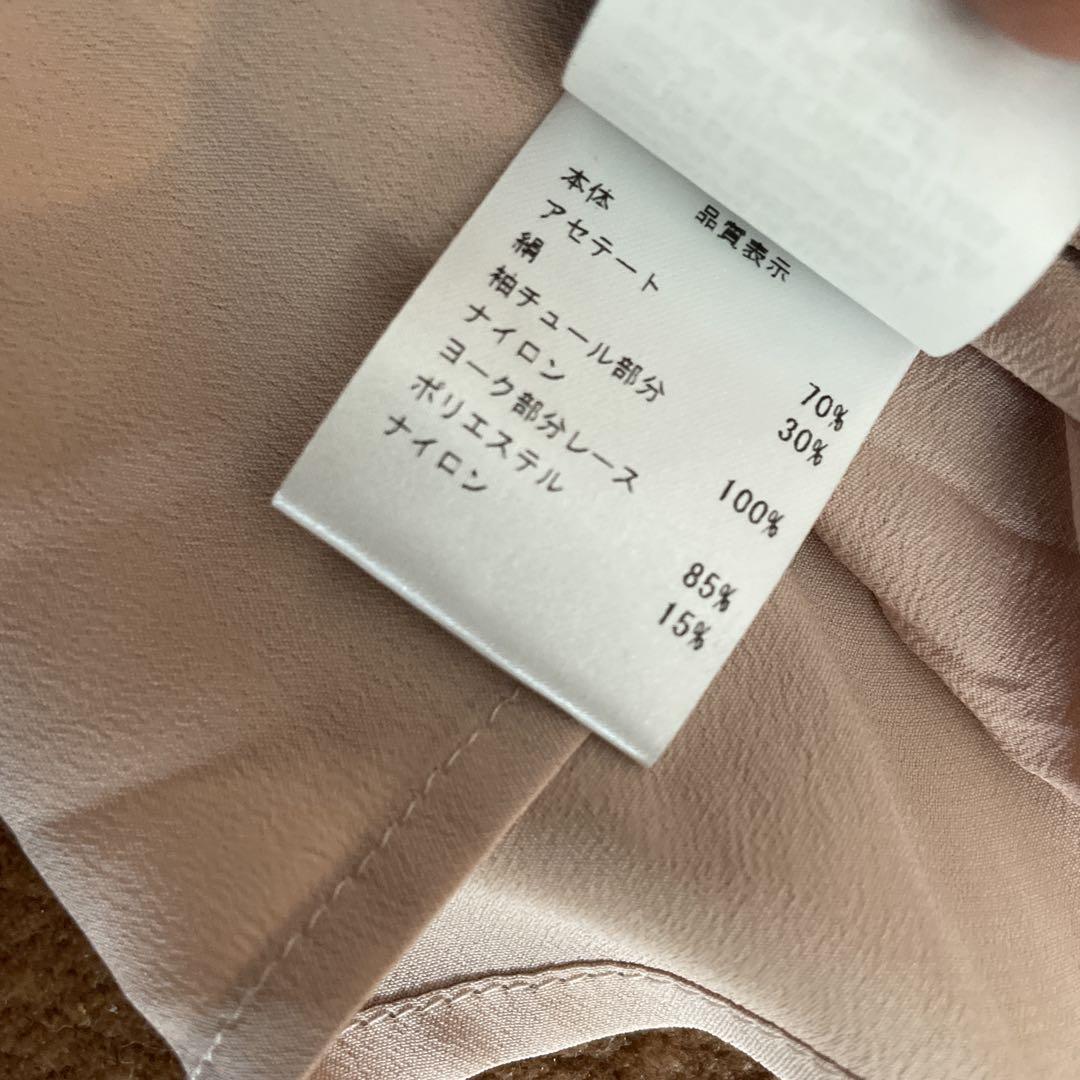 品質表示
本体
アセテート 70%
絹 30%
袖チュール部分
ナイロン 100%
ヨーク部分レース
ポリエステル 85%
ナイロン 15%